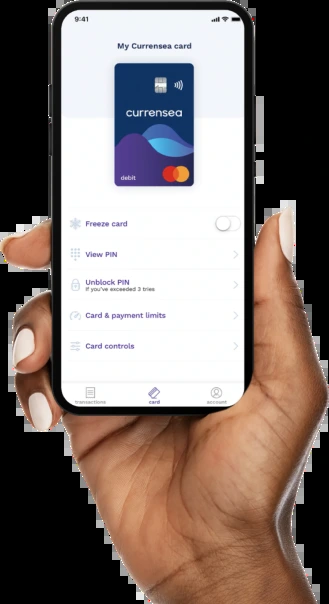 9:41
My Currensea card
currensea
debit
Freeze card
View PIN
Unblock PIN
If you've exceeded 3 tries
Card & payment limits
Card controls
transactions
card
account